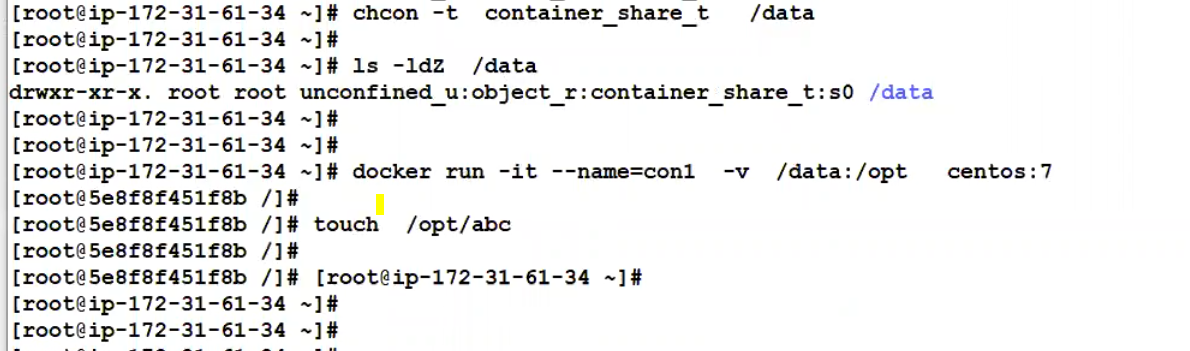 [root@ip-172-31-61-34 ~]# chcon -t  container_share_t   /data
[root@ip-172-31-61-34 ~]#
[root@ip-172-31-61-34 ~]# ls -ldZ  /data
drwxr-xr-x. root root unconfined_u:object_r:container_share_t:s0 /data
[root@ip-172-31-61-34 ~]#
[root@ip-172-31-61-34 ~]#
[root@ip-172-31-61-34 ~]# docker run -it --name=con1  -v  /data:/opt   centos:7
[root@5e8f8f451f8b /]#
[root@5e8f8f451f8b /]# touch  /opt/abc
[root@5e8f8f451f8b /]#
[root@5e8f8f451f8b /]# [root@ip-172-31-61-34 ~]#
[root@ip-172-31-61-34 ~]#
[root@ip-172-31-61-34 ~]#